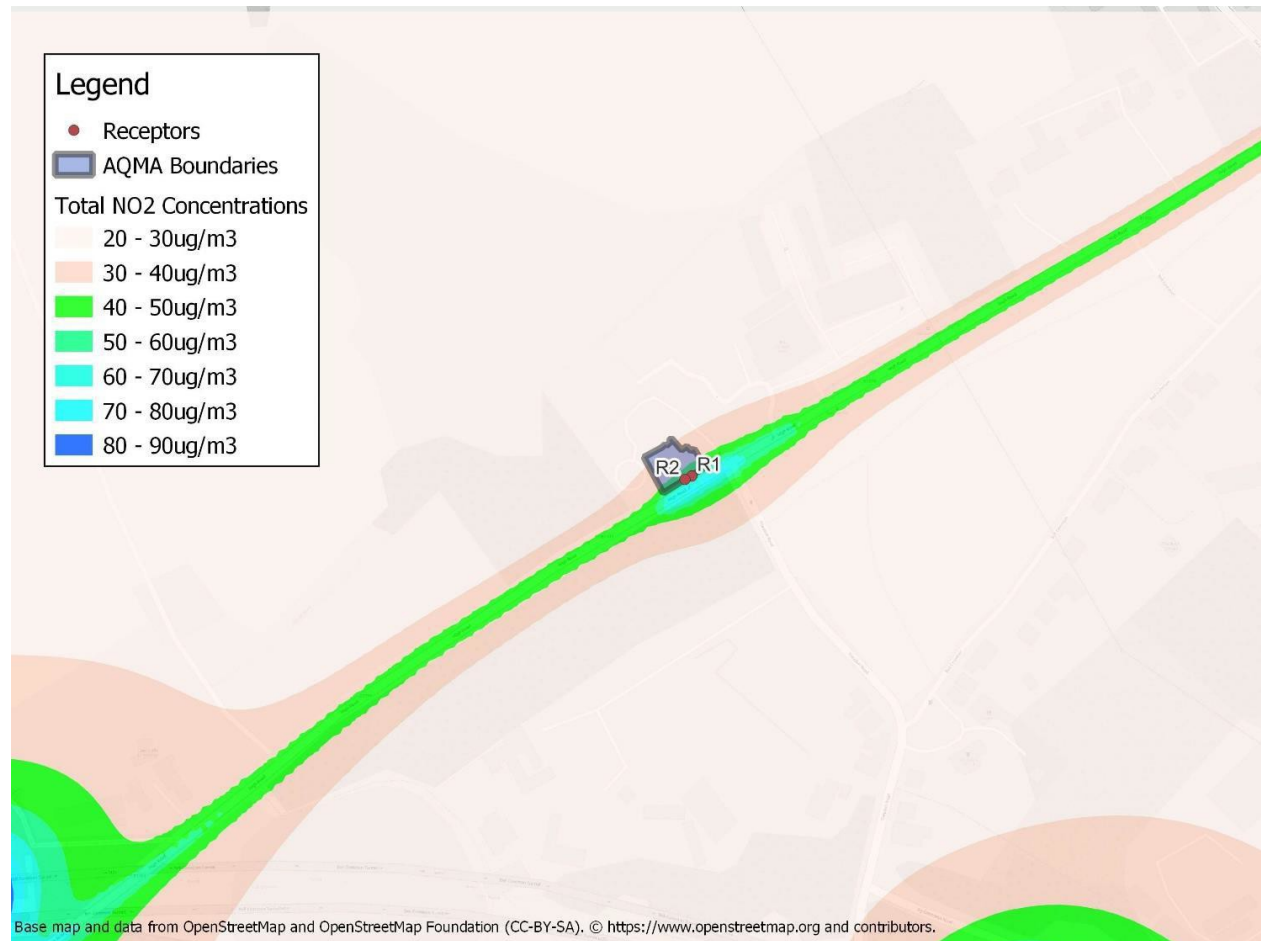 Legend
Receptors
AQMA Boundaries
Total NO2 Concentrations
20 - 30ug/m3
30 - 40ug/m3
40 - 50ug/m3
50 - 60ug/m3
60 - 70ug/m3
70 - 80ug/m3
80 - 90ug/m3
R2 R1
Base map and data from OpenStreetMap and OpenStreetMap Foundation (CC-BY-SA). © https://www.openstreetmap.org and contributors.